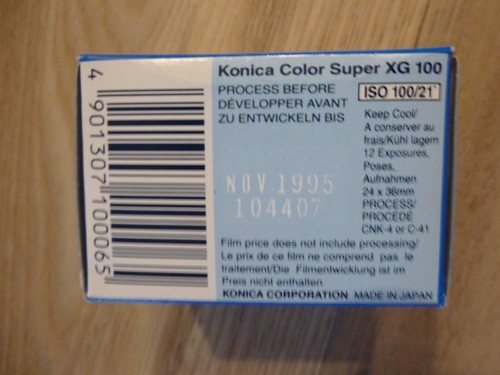 Konica Color Super XG 100
PROCESS BEFORE
DÉVELOPPER AVANT
ZU ENTWICKELN BIS
ISO 100/21°
Keep Cool/
A conserver au
frais/Kühl lagern
12 Exposures,
Poses,
Aufnahmen
24 x 36mm
PROCESS/
PROCÉDÉ
CNK-4 or C-41
NOV.1995
104407
Film price does not include processing/
Le prix de ce film ne comprend pas le
traitement/Die Filmentwicklung ist im
Preis nicht enthalten
KONICA CORPORATION MADE IN JAPAN
4 901307 100065